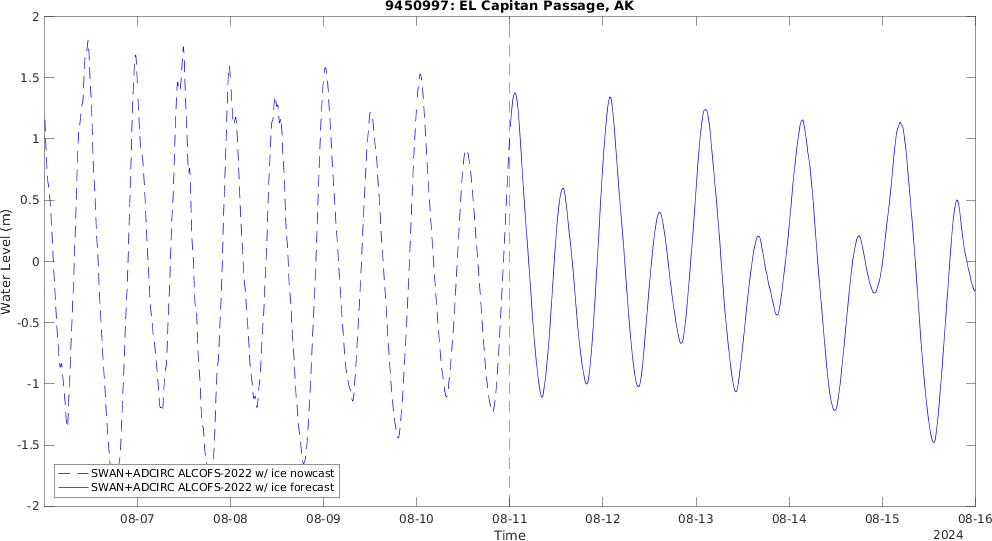 9450997: EL Capitan Passage, AK
2
1.5
1
0.5
0
-0.5
-1
-1.5
-2
Water Level (m)
SWAN+ADCIRC ALCOFS-2022 w/ ice nowcast
SWAN+ADCIRC ALCOFS-2022 w/ ice forecast
08-07 08-08 08-09 08-10 08-11 08-12 08-13 08-14 08-15 08-16
Time
2024